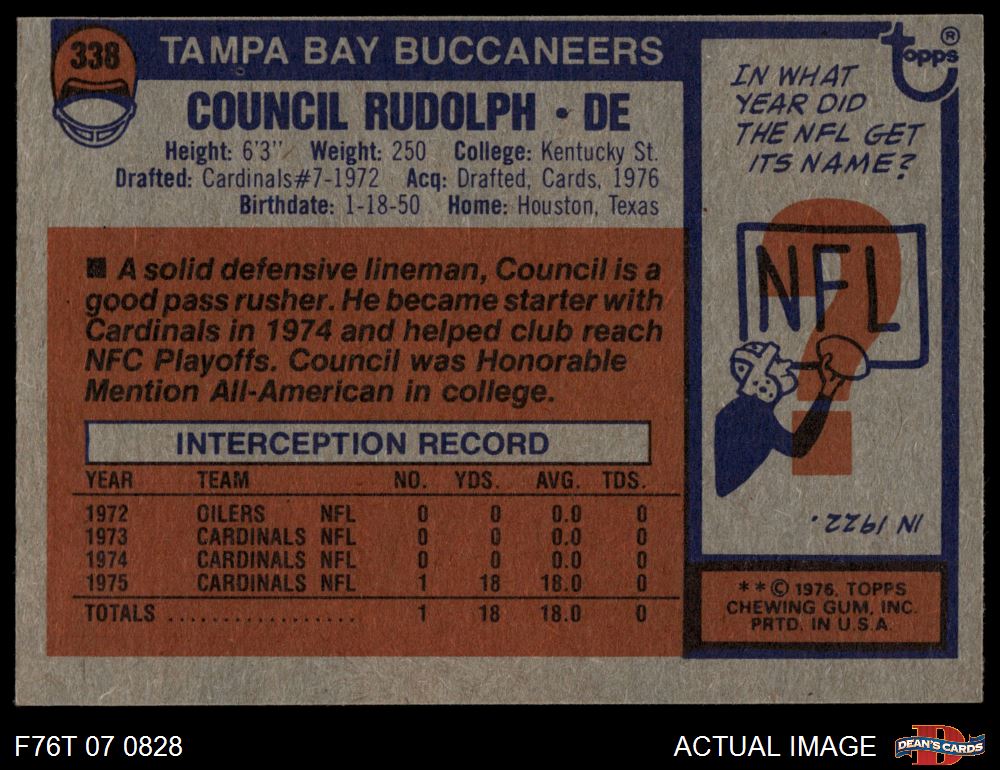 338
TAMPA BAY BUCCANEERS
COUNCIL RUDOLPH • DE
Height: 6'3" Weight: 250 College: Kentucky St.
Drafted: Cardinals#7-1972 Acq: Drafted, Cards, 1976
Birthdate: 1-18-50 Home: Houston, Texas
■ A solid defensive lineman, Council is a
good pass rusher. He became starter with
Cardinals in 1974 and helped club reach
NFC Playoffs. Council was Honorable
Mention All-American in college.
INTERCEPTION RECORD
YEAR TEAM NO. YDS. AVG. TDS.
1972 OILERS NFL 0 0 0.0 0
1973 CARDINALS NFL 0 0 0.0 0
1974 CARDINALS NFL 0 0 0.0 0
1975 CARDINALS NFL 1 18 18.0 0
TOTALS ................. 1 18 18.0 0
topps ®
IN WHAT
YEAR DID
THE NFL GET
ITS NAME?
?
NFL
IN 1922.
**© 1976, TOPPS
CHEWING GUM, INC.
PRTD. IN U.S.A.
F76T 07 0828
ACTUAL IMAGE
D
DEAN'S CARDS